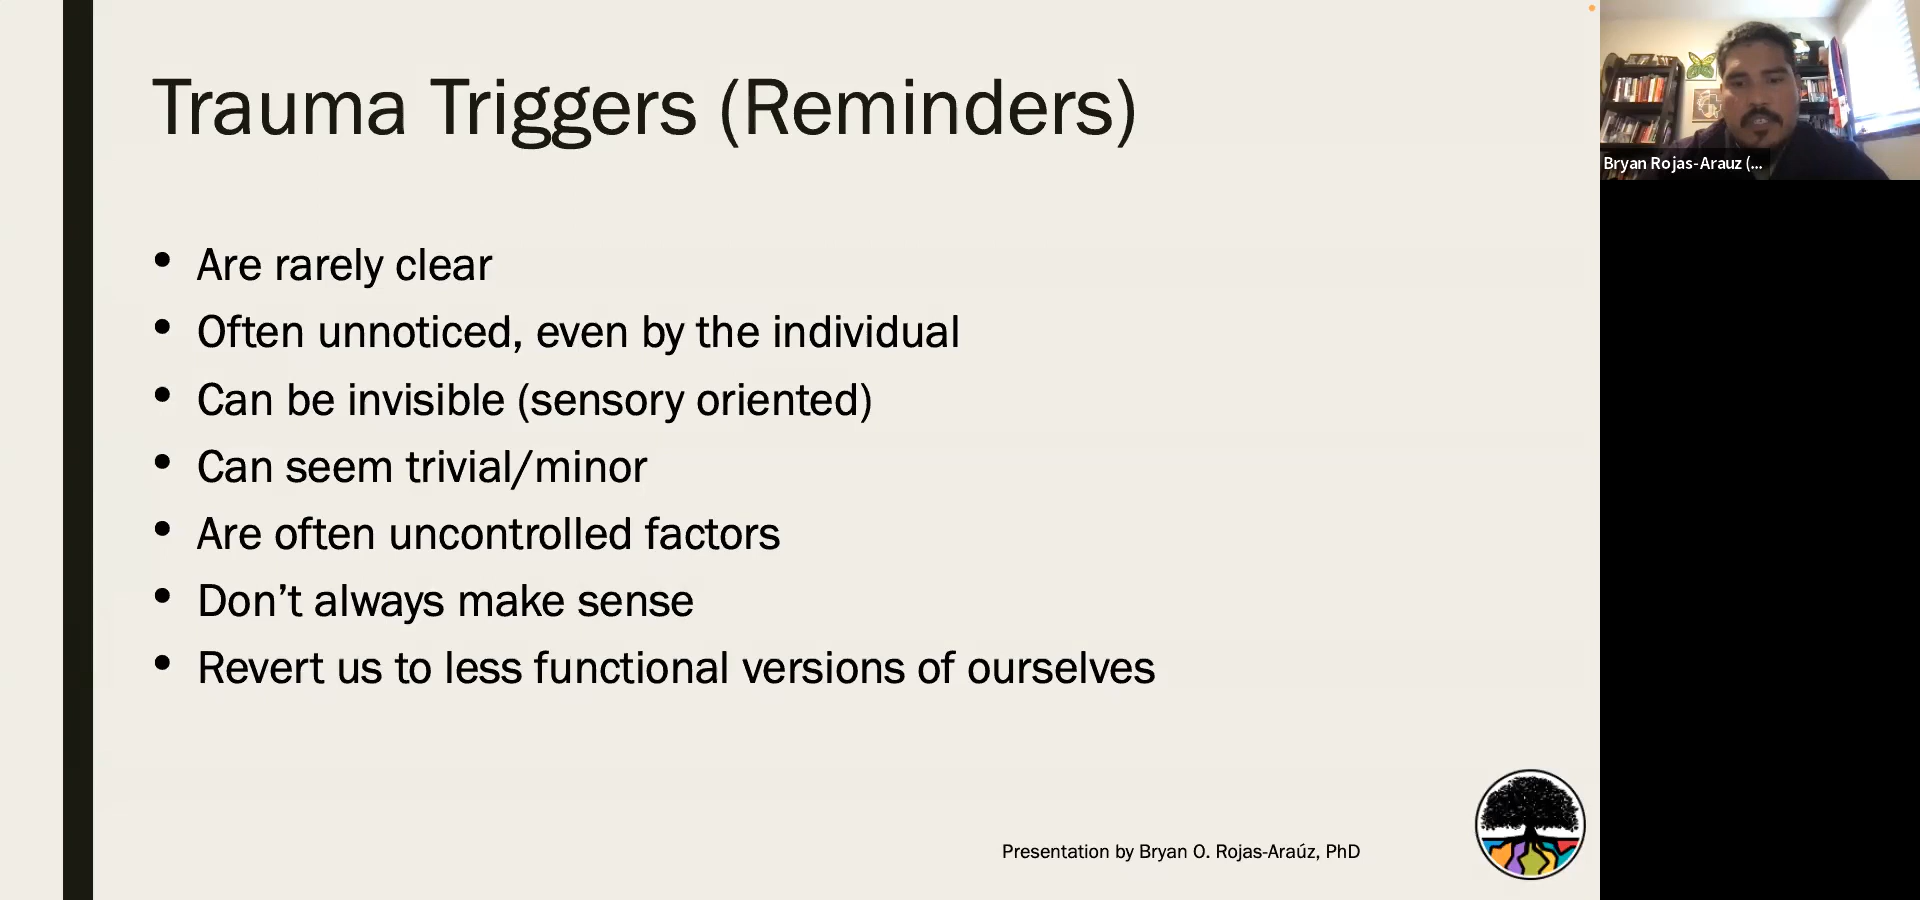 Trauma Triggers (Reminders)
• Are rarely clear
• Often unnoticed, even by the individual
• Can be invisible (sensory oriented)
• Can seem trivial/minor
• Are often uncontrolled factors
• Don’t always make sense
• Revert us to less functional versions of ourselves
Presentation by Bryan O. Rojas-Araúz, PhD
Bryan Rojas-Arauz (...